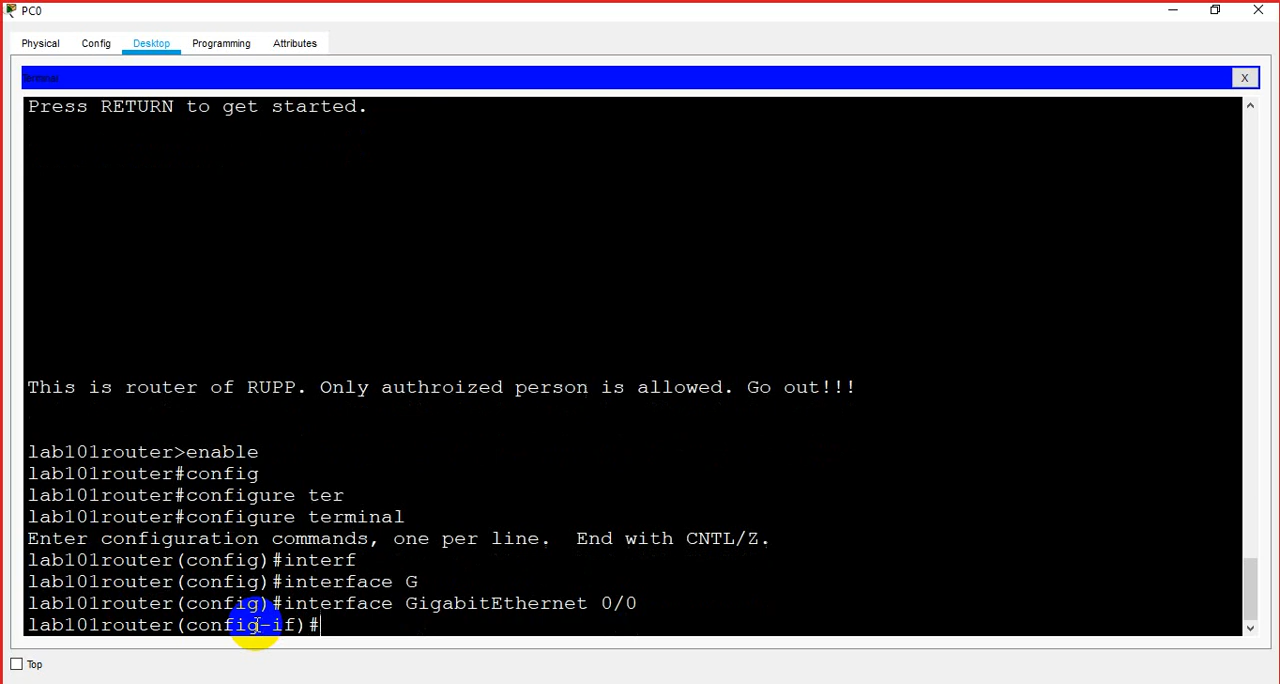 PC0
Physical Config Desktop Programming Attributes
Terminal
X
Press RETURN to get started.
This is router of RUPP. Only authroized person is allowed. Go out!!!
lab101router>enable
lab101router#config
lab101router#configure ter
lab101router#configure terminal
Enter configuration commands, one per line.  End with CNTL/Z.
lab101router(config)#interf
lab101router(config)#interface G
lab101router(config)#interface GigabitEthernet 0/0
lab101router(config-if)#
Top